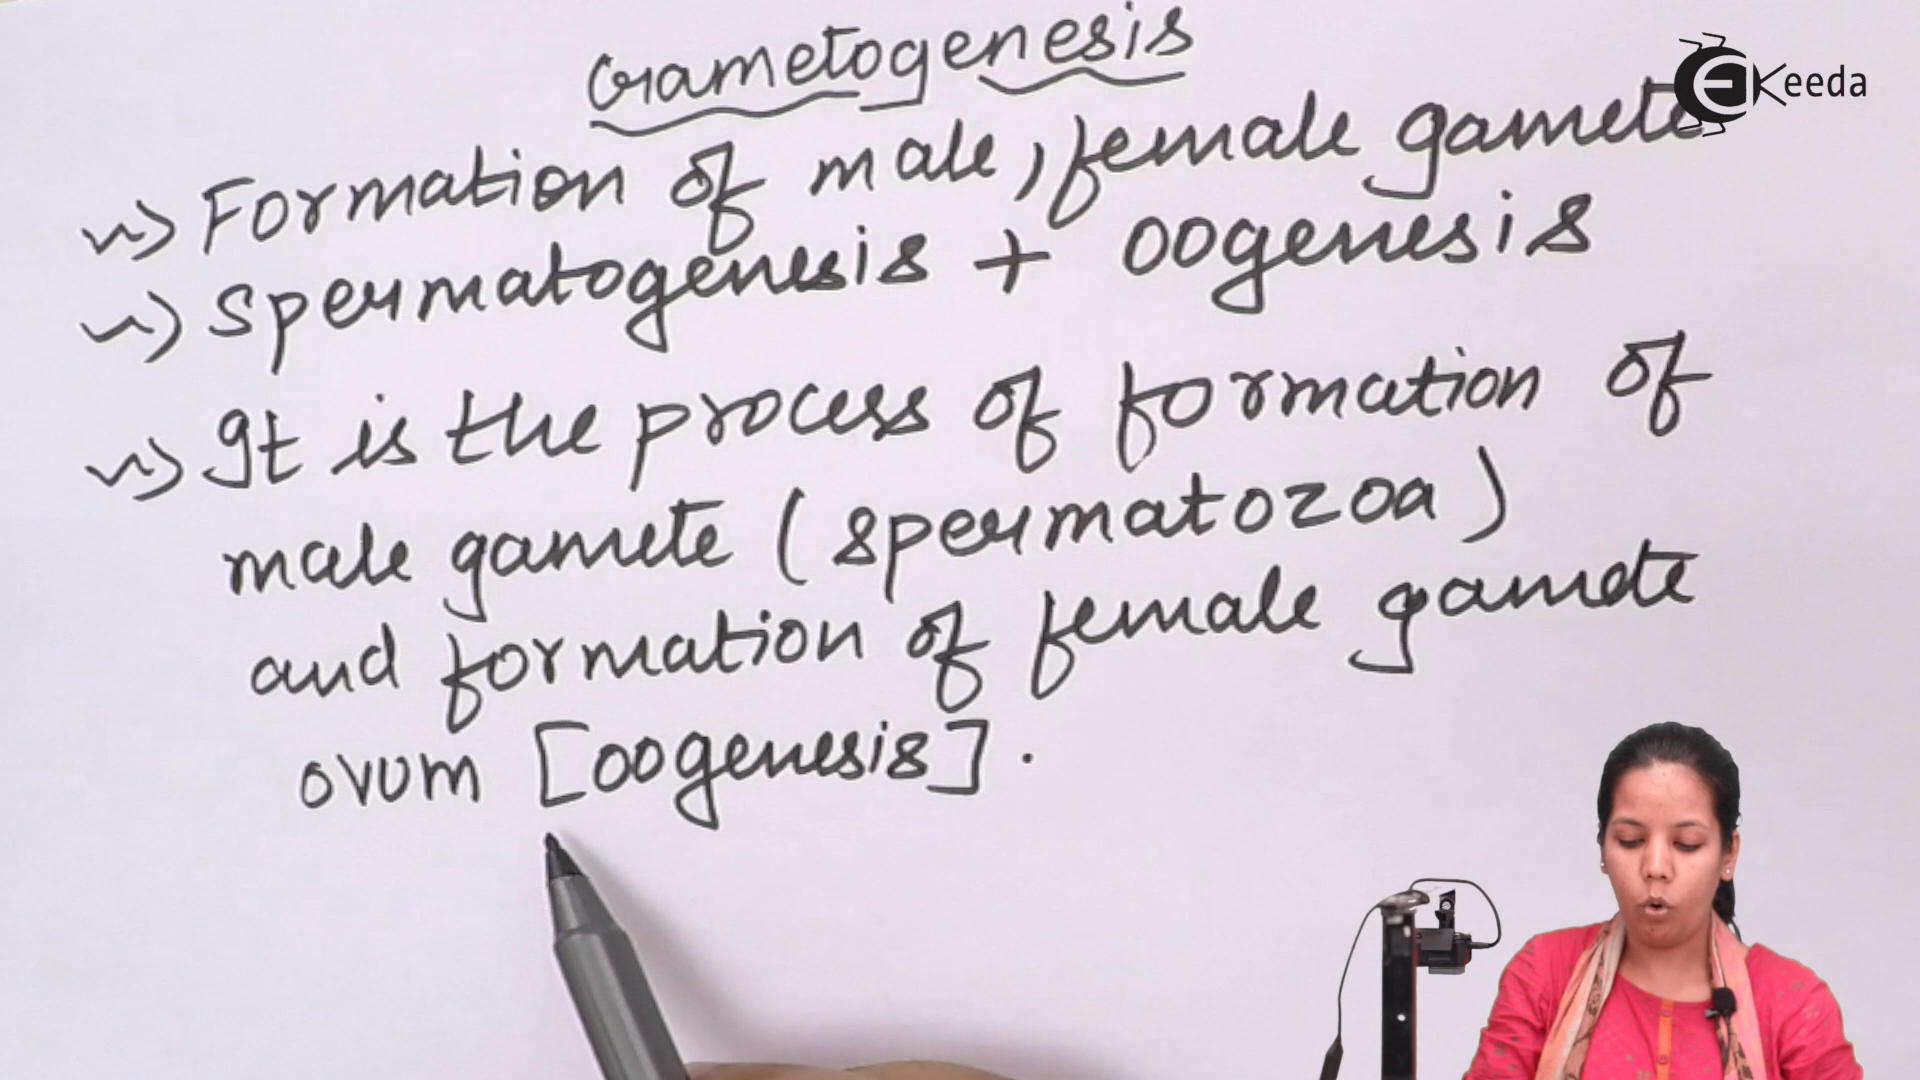 Gametogenesis
EKeeda
Formation of male, female gamete
Spermatogenesis + oogenesis
It is the process of formation of
male gamete (spermatozoa)
and formation of female gamete
ovum [oogenesis].